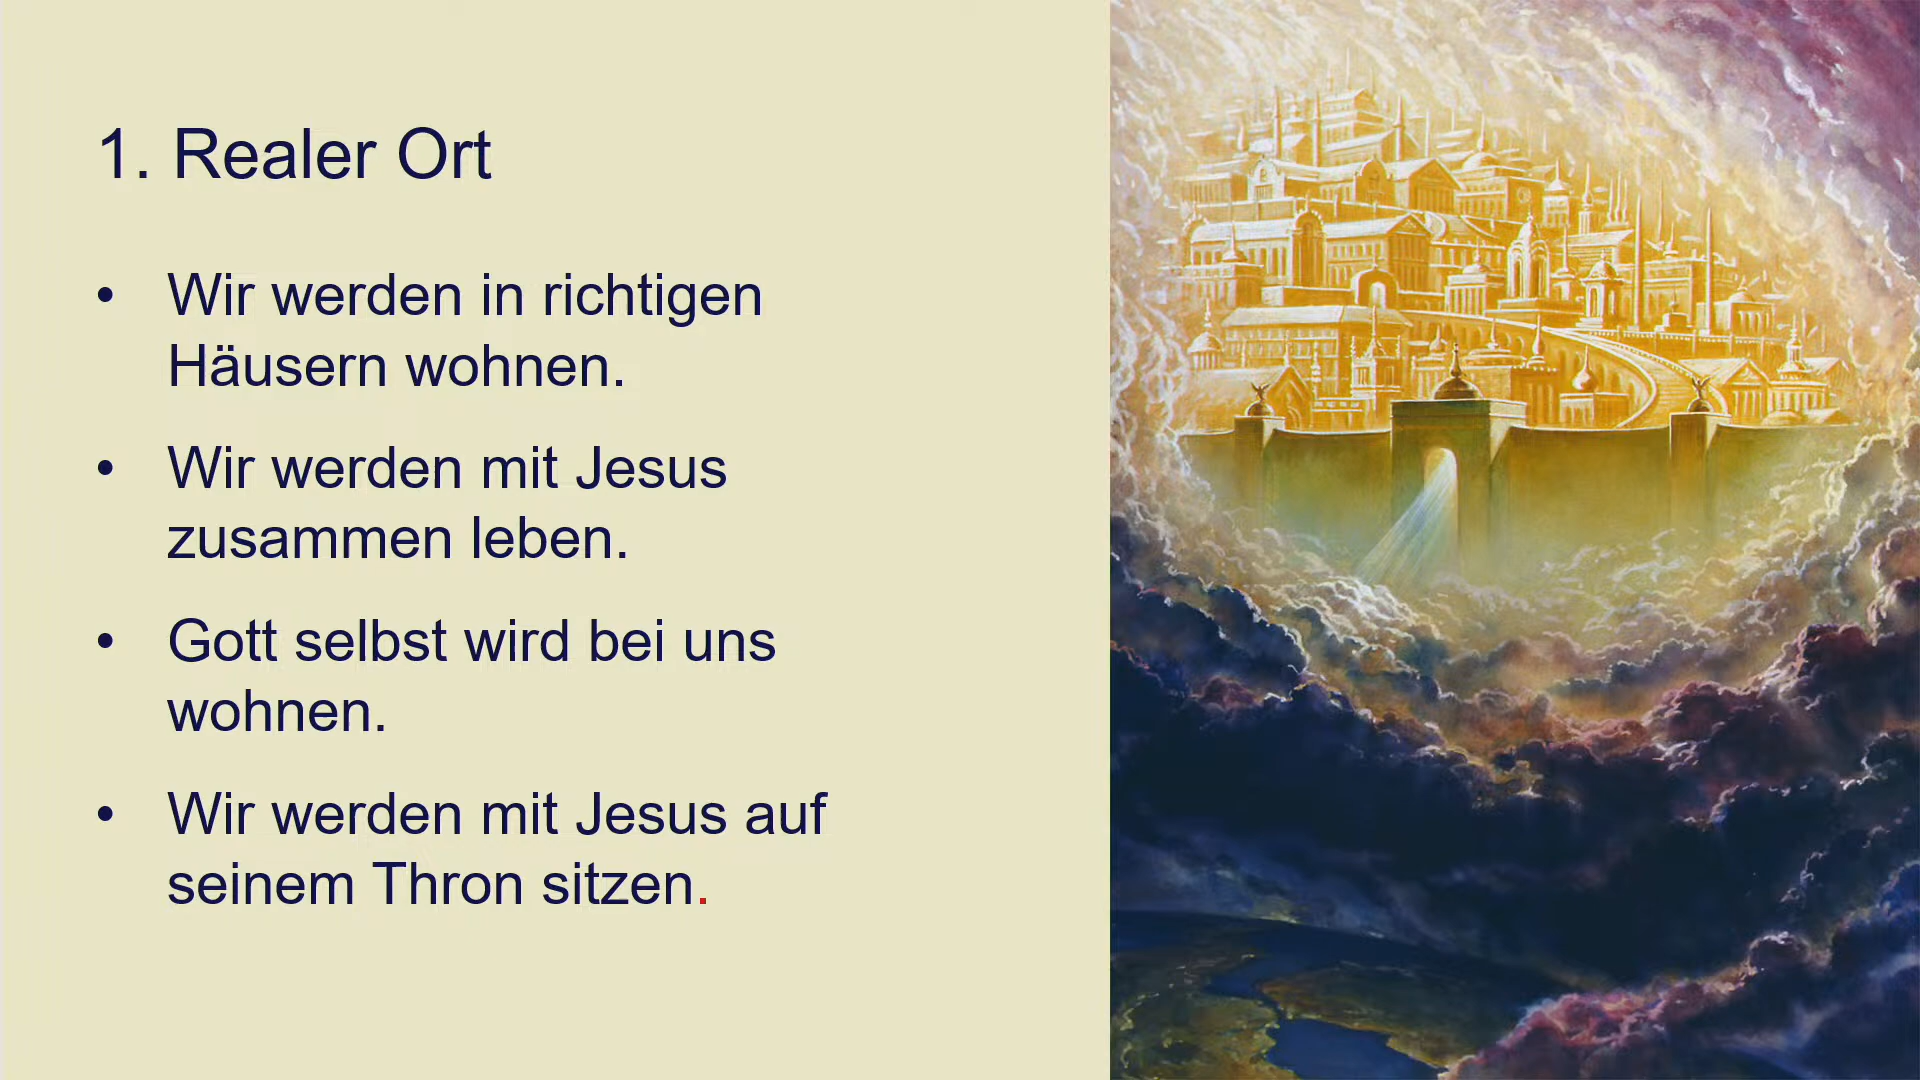 1. Realer Ort
• Wir werden in richtigen
Häusern wohnen.
• Wir werden mit Jesus
zusammen leben.
• Gott selbst wird bei uns
wohnen.
• Wir werden mit Jesus auf
seinem Thron sitzen.